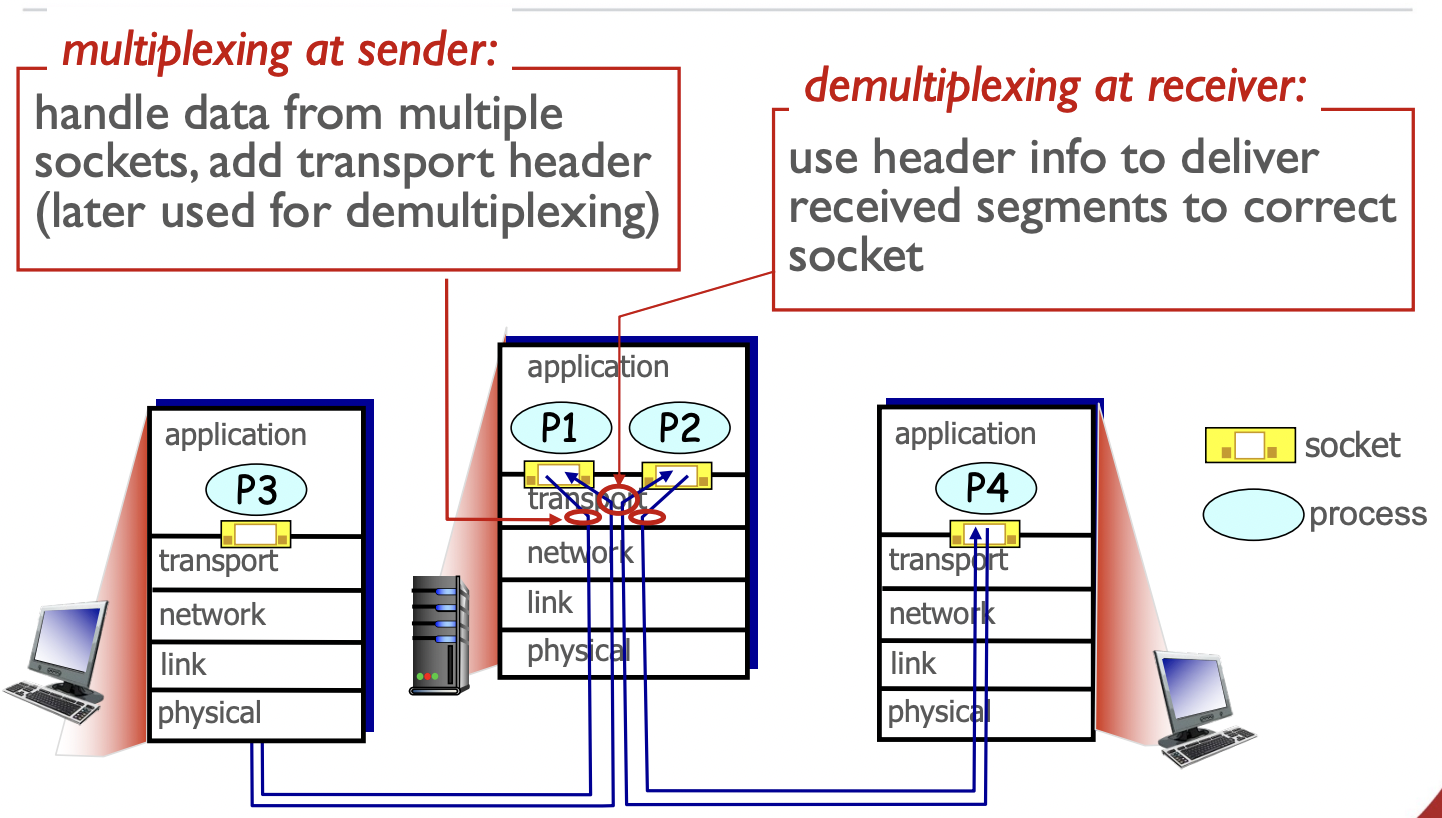 multiplexing at sender:
handle data from multiple
sockets, add transport header
(later used for demultiplexing)
demultiplexing at receiver:
use header info to deliver
received segments to correct
socket
application
P3
transport
network
link
physical
application
P1 P2
transport
network
link
physical
application
P4
transport
network
link
physical
socket
process